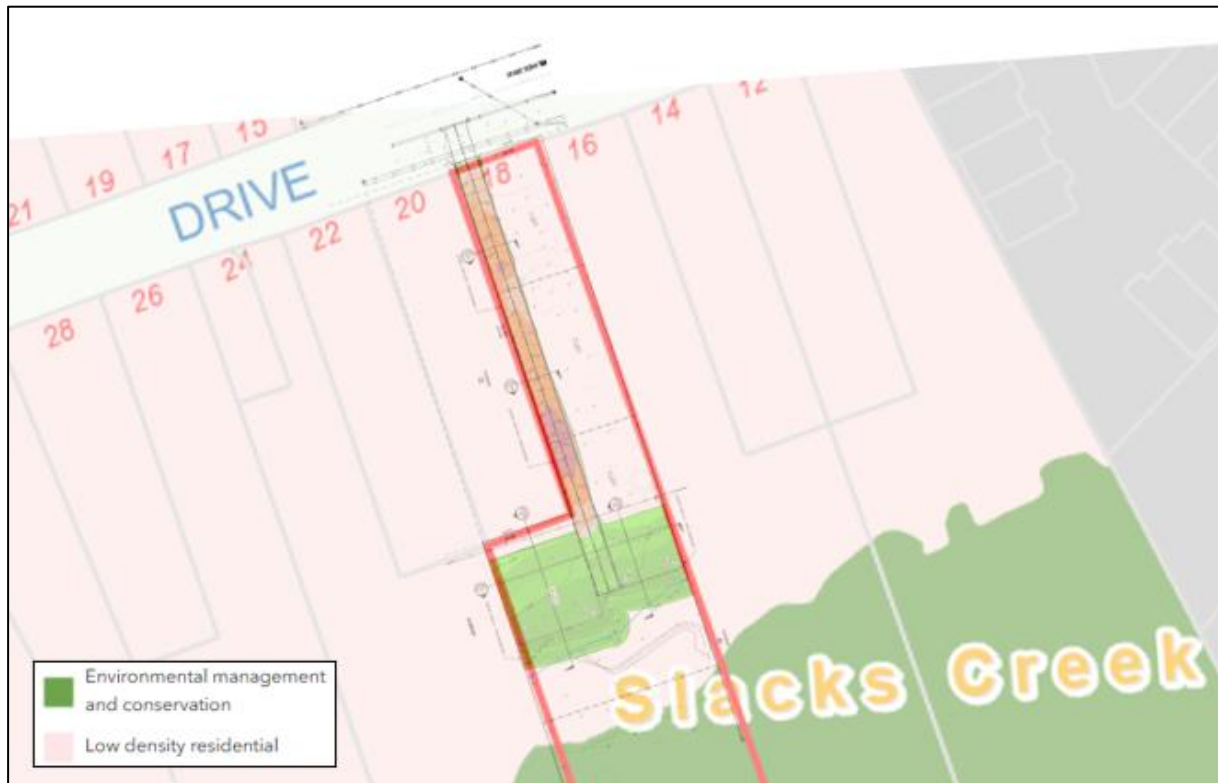 12
14
15
16
17
18
19
20
21
22
24
26
28
DRIVE
Slacks Creek
Environmental management
and conservation
Low density residential